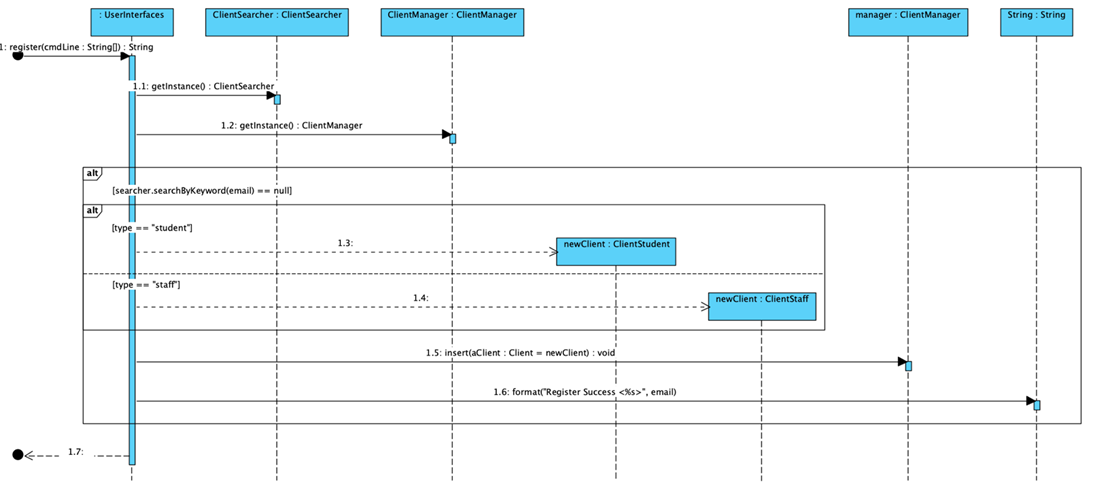 : UserInterfaces
ClientSearcher : ClientSearcher
ClientManager : ClientManager
manager : ClientManager
String : String
1: register(cmdLine : String[]) : String
1.1: getInstance() : ClientSearcher
1.2: getInstance() : ClientManager
alt
[searcher.searchByKeyword(email) == null]
alt
[type == "student"]
1.3:
newClient : ClientStudent
[type == "staff"]
1.4:
newClient : ClientStaff
1.5: insert(aClient : Client = newClient) : void
1.6: format("Register Success <%s>", email)
1.7: